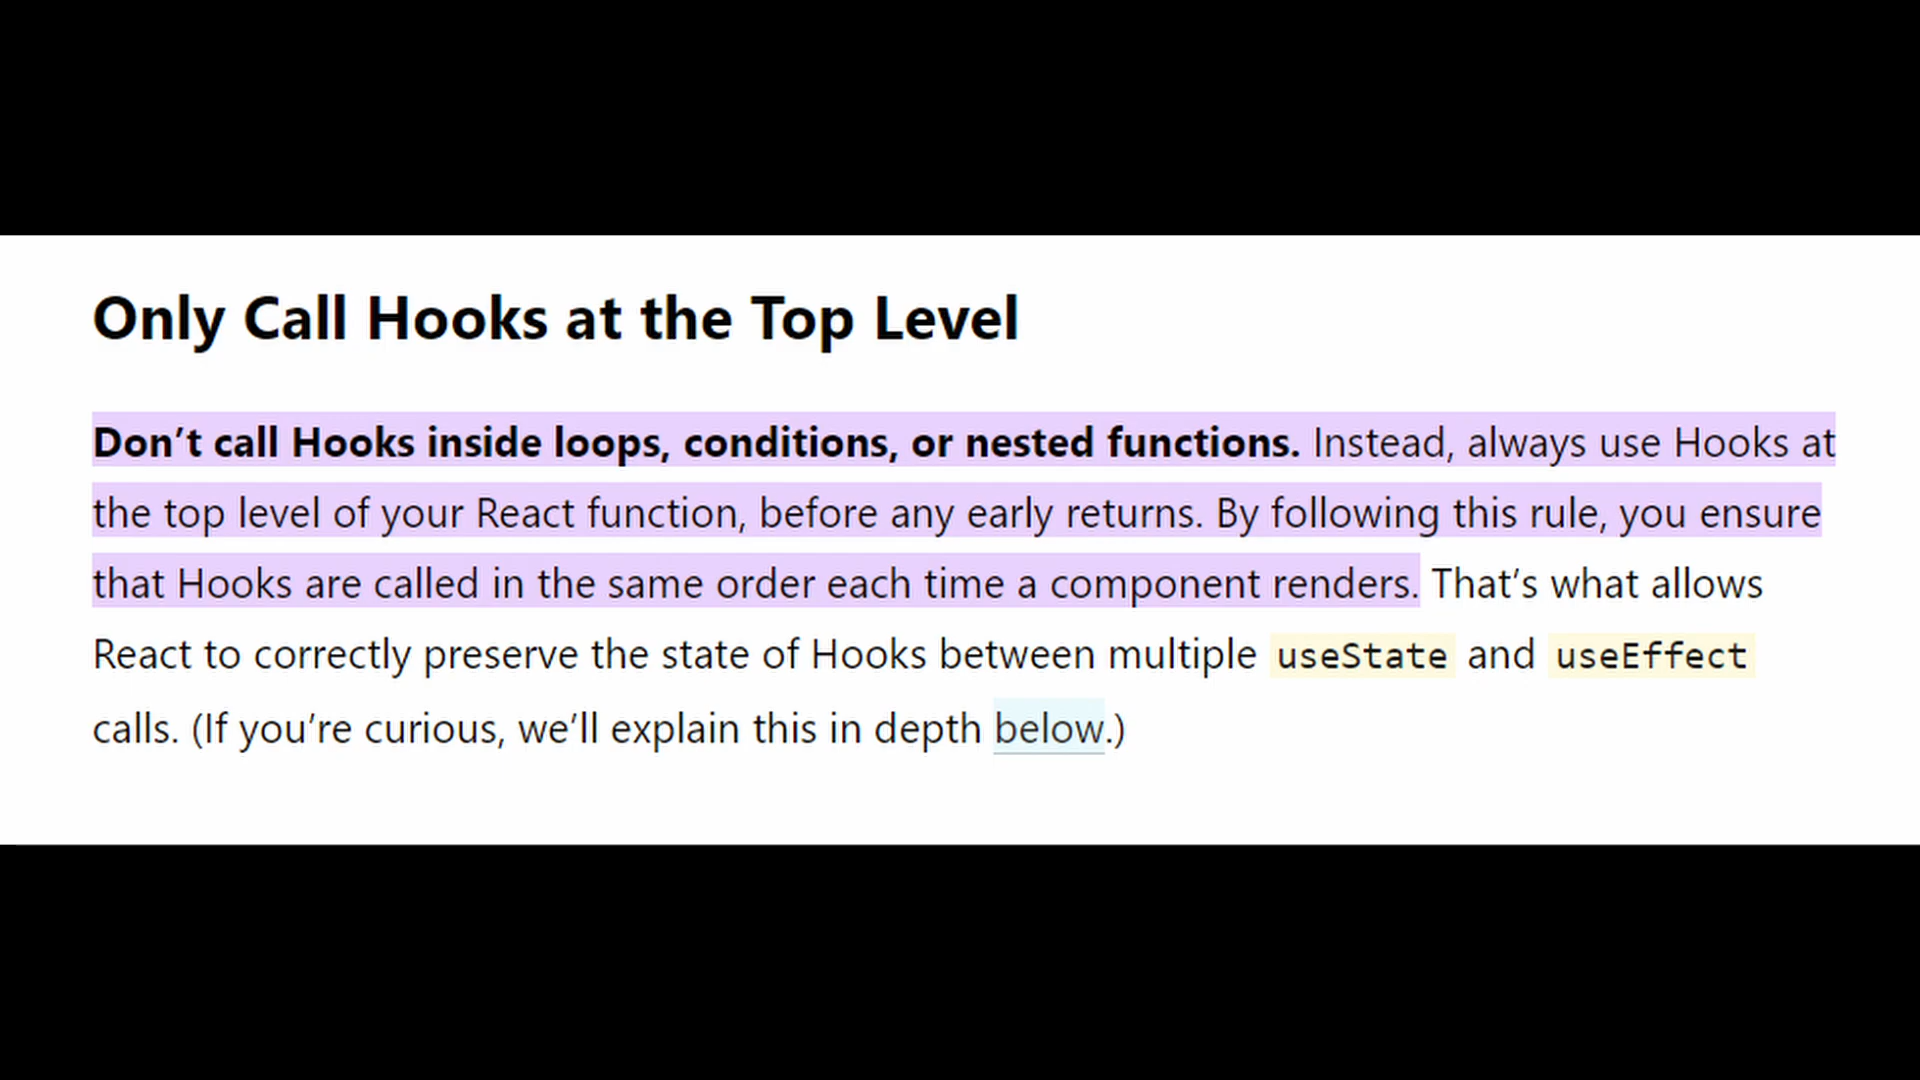 Only Call Hooks at the Top Level
Don’t call Hooks inside loops, conditions, or nested functions. Instead, always use Hooks at
the top level of your React function, before any early returns. By following this rule, you ensure
that Hooks are called in the same order each time a component renders. That’s what allows
React to correctly preserve the state of Hooks between multiple useState and useEffect
calls. (If you’re curious, we’ll explain this in depth below.)